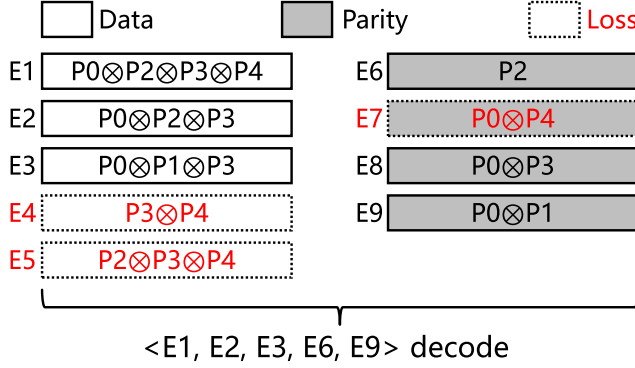 Data Parity Loss
E1 P0⊗P2⊗P3⊗P4 E6 P2
E2 P0⊗P2⊗P3 E7 P0⊗P4
E3 P0⊗P1⊗P3 E8 P0⊗P3
E4 P3⊗P4 E9 P0⊗P1
E5 P2⊗P3⊗P4
<E1, E2, E3, E6, E9> decode